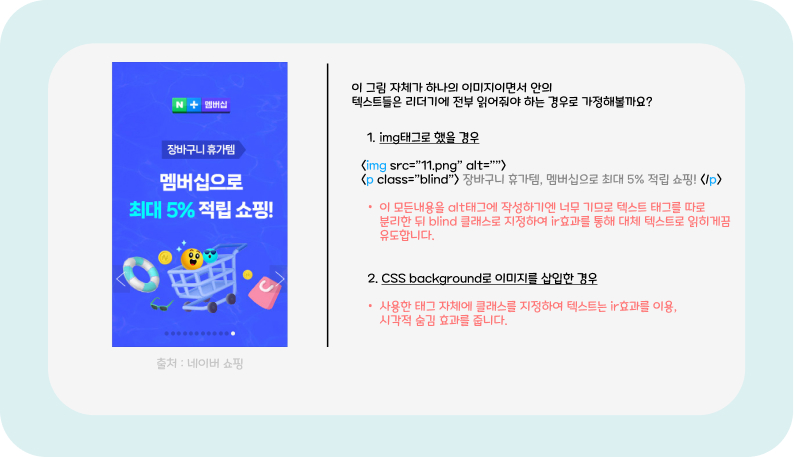 N + 멤버십
장바구니 휴가템
멤버십으로
최대 5% 적립 쇼핑!
출처 : 네이버 쇼핑
이 그림 자체가 하나의 이미지이면서 안의
텍스트들은 리더기에 전부 읽어줘야 하는 경우로 가정해볼까요?
1. img태그로 했을 경우
<img src="11.png" alt="">
<p class="blind"> 장바구니 휴가템, 멤버십으로 최대 5% 적립 쇼핑! </p>
• 이 모든내용을 alt태그에 작성하기엔 너무 기므로 텍스트 태그를 따로
분리한 뒤 blind 클래스로 지정하여 ir효과를 통해 대체 텍스트로 읽히게끔
유도합니다.
2. CSS background로 이미지를 삽입한 경우
• 사용한 태그 자체에 클래스를 지정하여 텍스트는 ir효과를 이용,
시각적 숨김 효과를 줍니다.